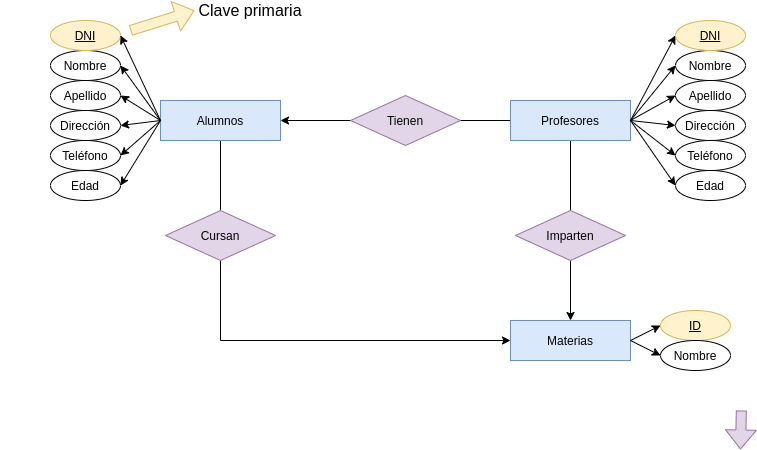 Clave primaria
DNI
Nombre
Apellido
Dirección
Teléfono
Edad
Alumnos
Tienen
Profesores
DNI
Nombre
Apellido
Dirección
Teléfono
Edad
Cursan
Imparten
Materias
ID
Nombre